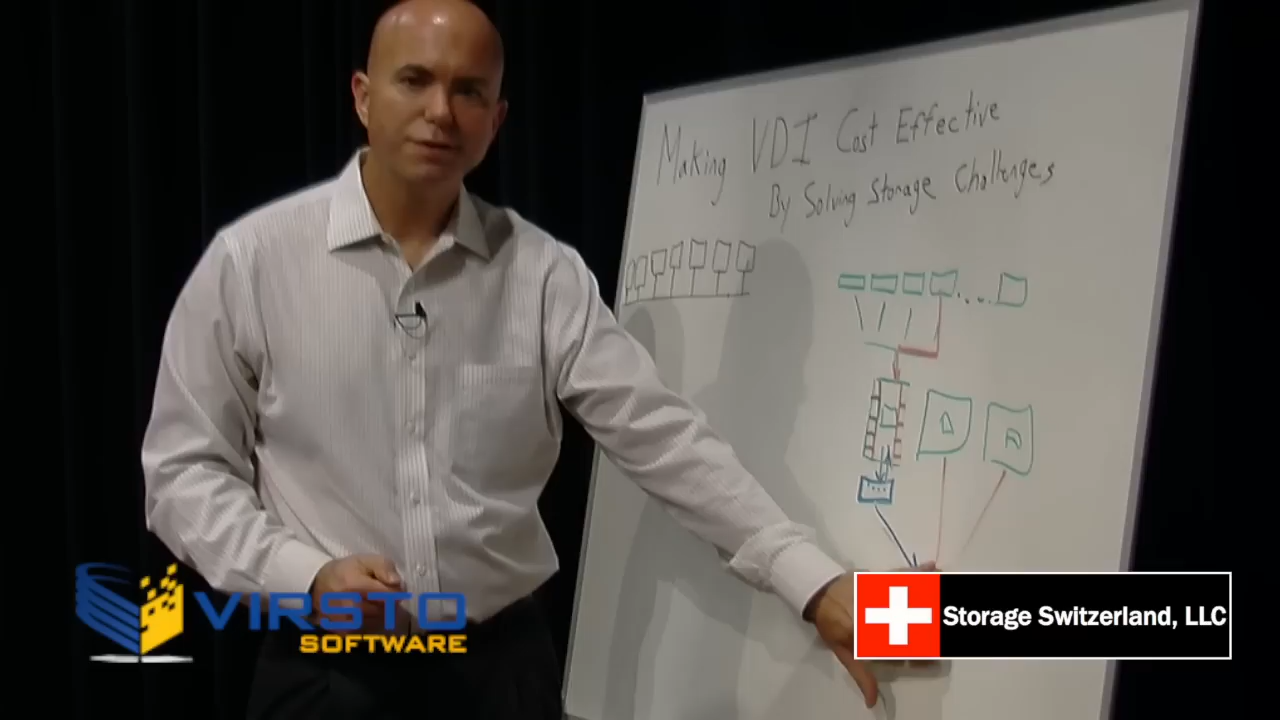 Making VDI Cost Effective
By Solving Storage Challenges
VIRSTO
SOFTWARE
Storage Switzerland, LLC